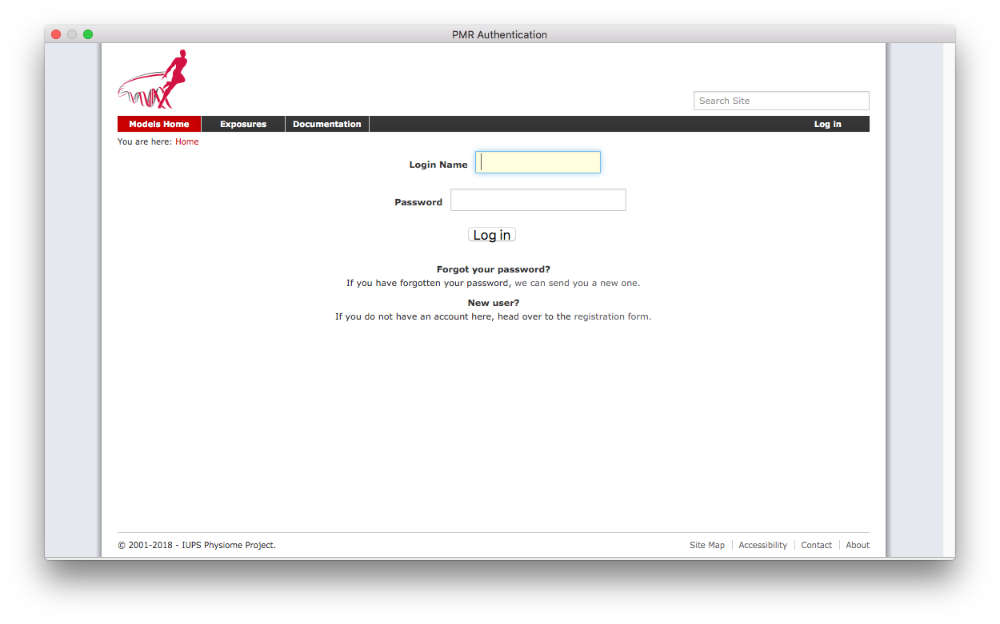 PMR Authentication
Search Site
Models Home Exposures Documentation Log in
You are here: Home
Login Name
Password
Log in
Forgot your password?
If you have forgotten your password, we can send you a new one.
New user?
If you do not have an account here, head over to the registration form.
© 2001-2018 - IUPS Physiome Project. Site Map Accessibility Contact About